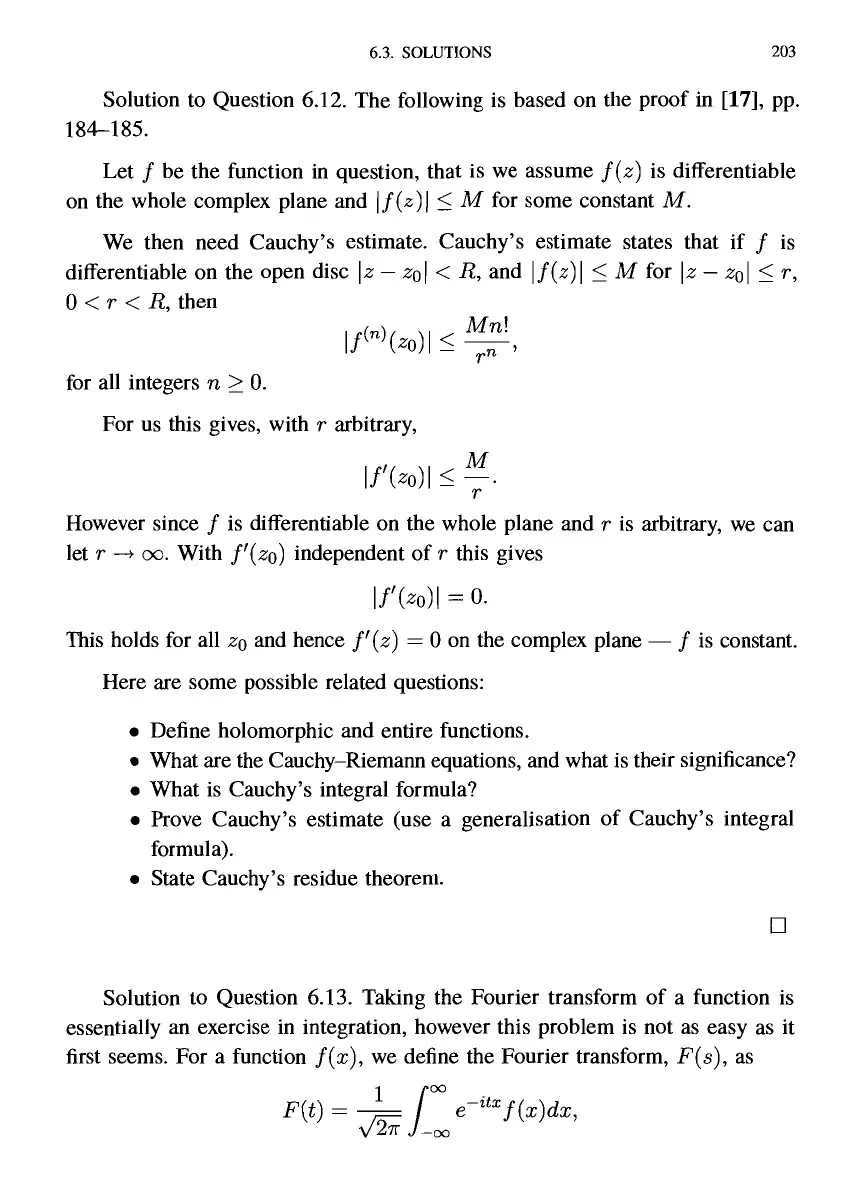 6.3. SOLUTIONS 203
Solution to Question 6.12. The following is based on the proof in [17], pp.
184–185.
Let f be the function in question, that is we assume f(z) is differentiable
on the whole complex plane and |f(z)| ≤ M for some constant M.
We then need Cauchy's estimate. Cauchy's estimate states that if f is
differentiable on the open disc |z − z₀| < R, and |f(z)| ≤ M for |z − z₀| ≤ r,
0 < r < R, then
|f⁽ⁿ⁾(z₀)| ≤ Mn!/rⁿ,
for all integers n ≥ 0.
For us this gives, with r arbitrary,
|f′(z₀)| ≤ M/r.
However since f is differentiable on the whole plane and r is arbitrary, we can
let r → ∞. With f′(z₀) independent of r this gives
|f′(z₀)| = 0.
This holds for all z₀ and hence f′(z) = 0 on the complex plane — f is constant.
Here are some possible related questions:
• Define holomorphic and entire functions.
• What are the Cauchy–Riemann equations, and what is their significance?
• What is Cauchy's integral formula?
• Prove Cauchy's estimate (use a generalisation of Cauchy's integral
formula).
• State Cauchy's residue theorem.
□
Solution to Question 6.13. Taking the Fourier transform of a function is
essentially an exercise in integration, however this problem is not as easy as it
first seems. For a function f(x), we define the Fourier transform, F(s), as
F(t) = 1/√2π ∫_{−∞}^{∞} e^{−itx} f(x)dx,